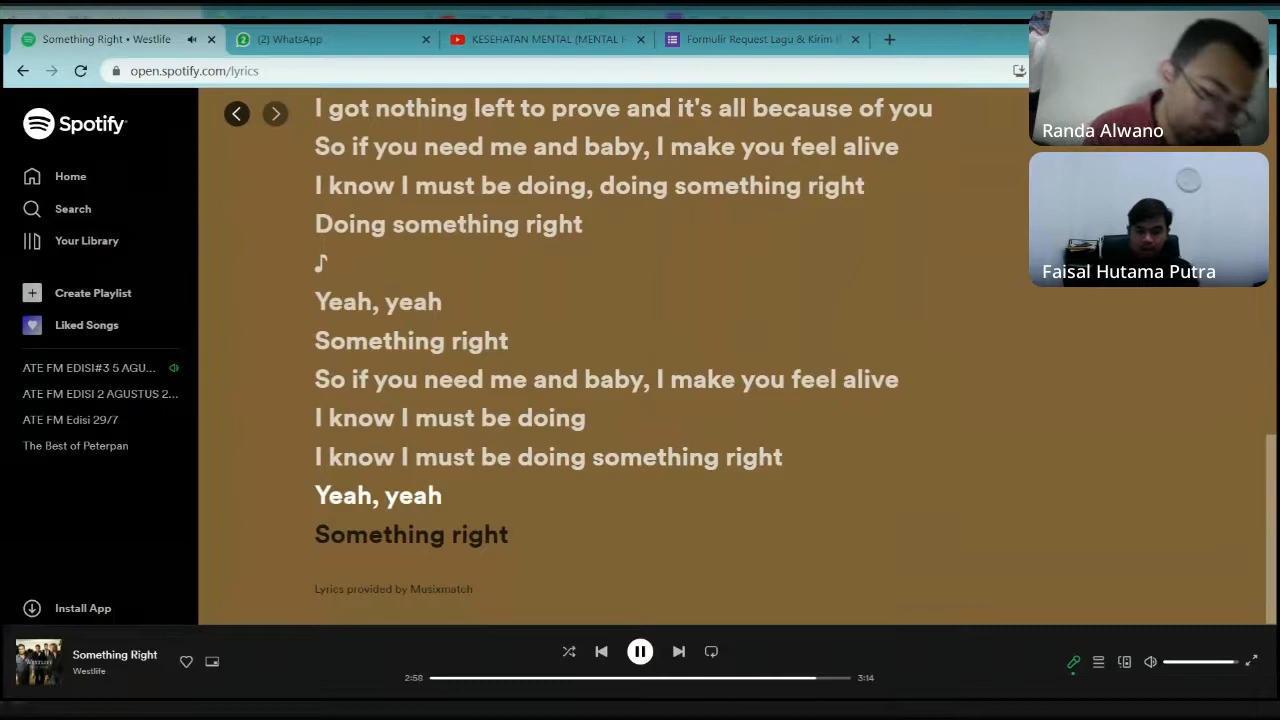 Something Right • Westlife
(2) WhatsApp
KESEHATAN MENTAL (MENTAL H
Formulir Request Lagu & Kirim
open.spotify.com/lyrics
Randa Alwano
Faisal Hutama Putra
Spotify
Home
Search
Your Library
Create Playlist
Liked Songs
ATE FM EDISI#3 5 AGU...
ATE FM EDISI 2 AGUSTUS 2...
ATE FM Edisi 29/7
The Best of Peterpan
Install App
I got nothing left to prove and it's all because of you
So if you need me and baby, I make you feel alive
I know I must be doing, doing something right
Doing something right
♪
Yeah, yeah
Something right
So if you need me and baby, I make you feel alive
I know I must be doing
I know I must be doing something right
Yeah, yeah
Something right
Lyrics provided by Musixmatch
Something Right
Westlife
2:58
3:14